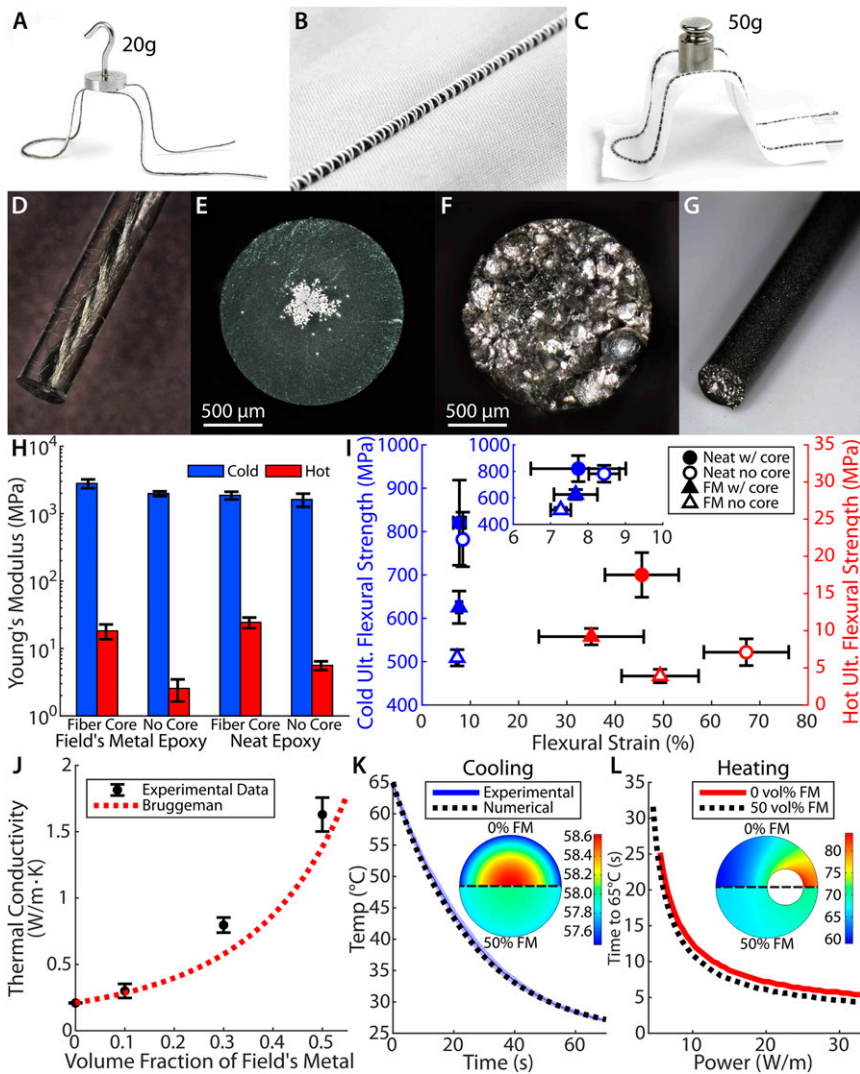 A
20g
B
C
50g
D
E
500 μm
F
500 μm
G
H
Young's Modulus (MPa)
10⁴
10³
10²
10¹
10⁰
Cold
Hot
Fiber Core
No Core
Fiber Core
No Core
Field's Metal Epoxy
Neat Epoxy
I
Cold Ult. Flexural Strength (MPa)
1000
900
800
700
600
500
400
1000
800
600
400
6 7 8 9 10
Neat w/ core
Neat no core
FM w/ core
FM no core
35
30
25
20
15
10
5
0
Hot Ult. Flexural Strength (MPa)
0 10 20 30 40 50 60 70 80
Flexural Strain (%)
J
Thermal Conductivity
(W/m·K)
2
1.5
1
0.5
0
Experimental Data
Bruggeman
0 0.1 0.2 0.3 0.4 0.5
Volume Fraction of Field's Metal
K
Cooling
Temp (°C)
65
60
55
50
45
40
35
30
25
Experimental
Numerical
0% FM
50% FM
58.6
58.4
58.2
58.0
57.8
57.6
0 20 40 60
Time (s)
L
Heating
Time to 65°C (s)
40
35
30
25
20
15
10
5
0
0 vol% FM
50 vol% FM
0% FM
50% FM
80
75
70
65
60
10 20 30
Power (W/m)